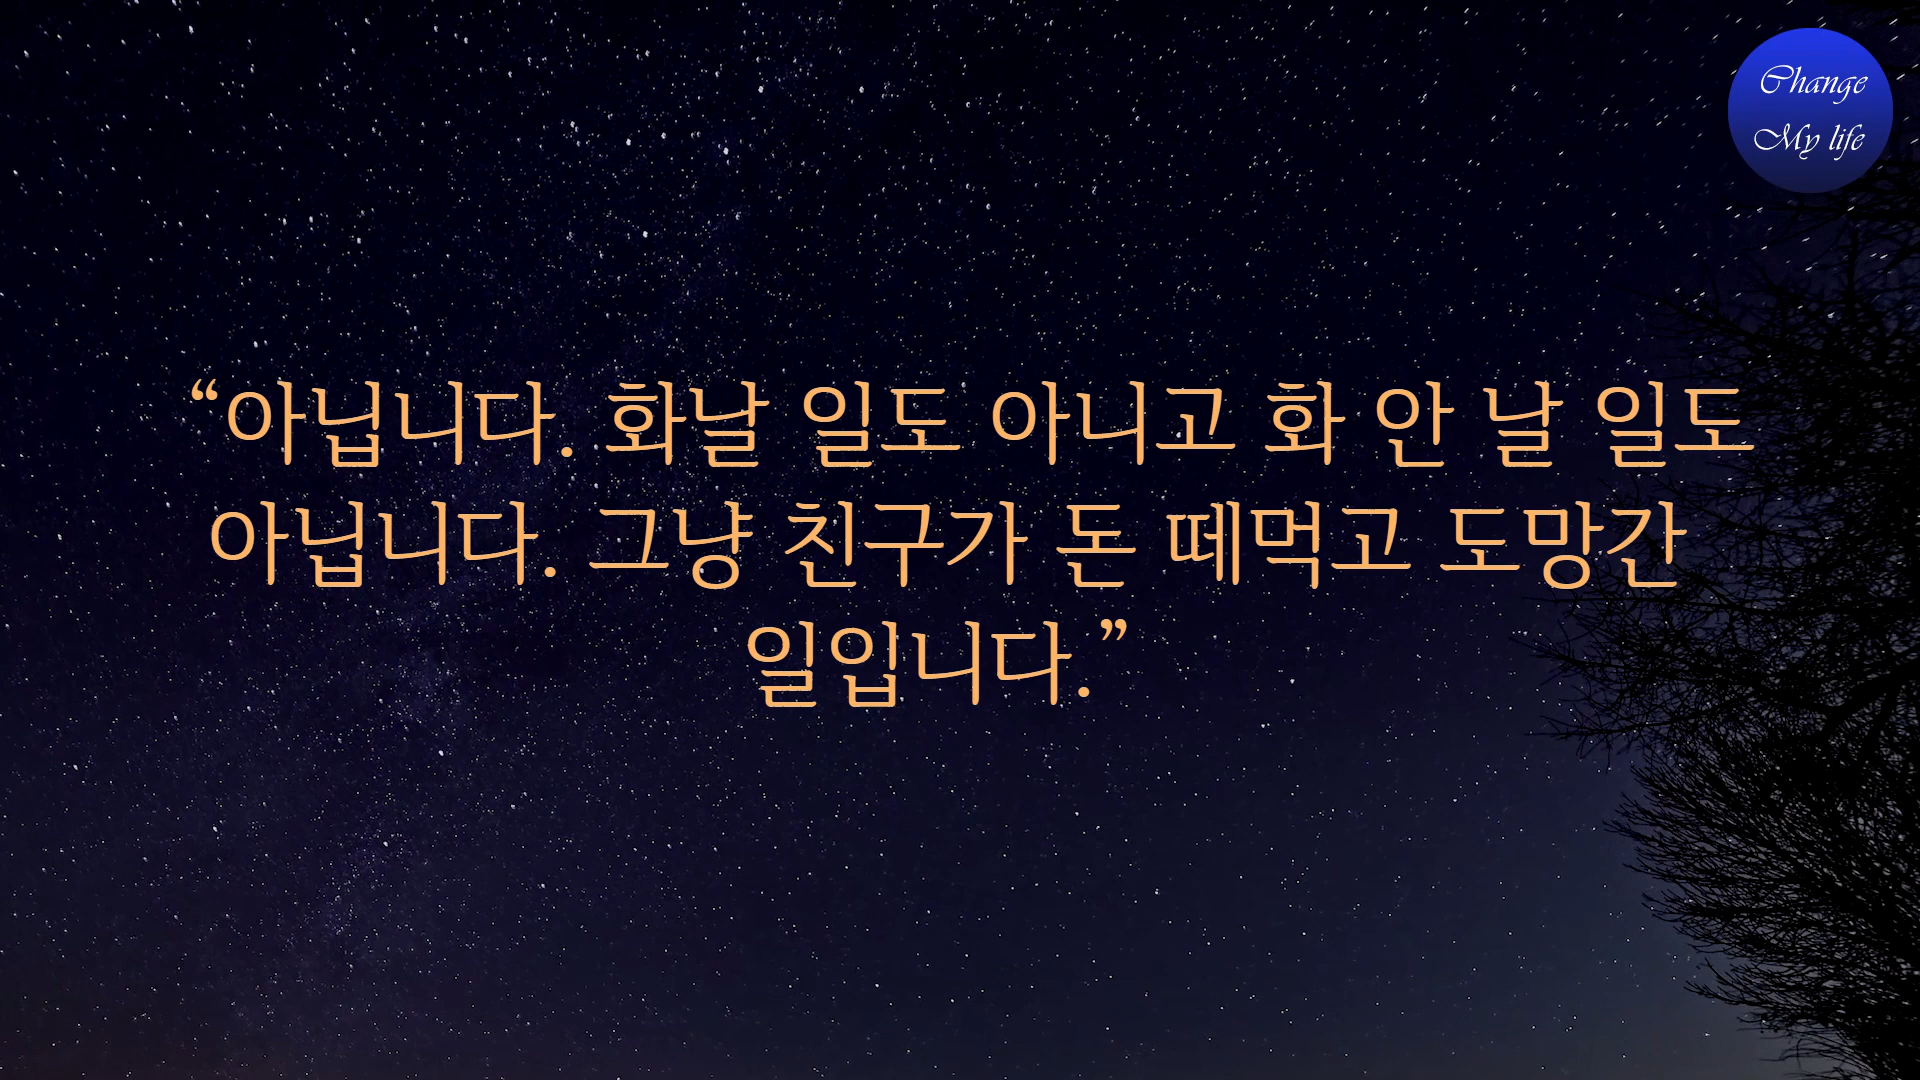 Change
My life
“아닙니다. 화날 일도 아니고 화 안 날 일도
아닙니다. 그냥 친구가 돈 떼먹고 도망간
일입니다.”